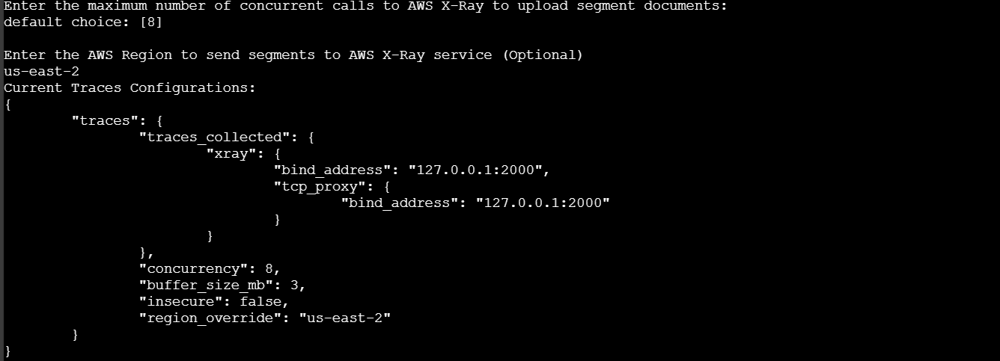 Enter the maximum number of concurrent calls to AWS X-Ray to upload segment documents:
default choice: [8]
Enter the AWS Region to send segments to AWS X-Ray service (Optional)
us-east-2
Current Traces Configurations:
{
"traces": {
"traces_collected": {
"xray": {
"bind_address": "127.0.0.1:2000",
"tcp_proxy": {
"bind_address": "127.0.0.1:2000"
}
}
},
"concurrency": 8,
"buffer_size_mb": 3,
"insecure": false,
"region_override": "us-east-2"
}
}